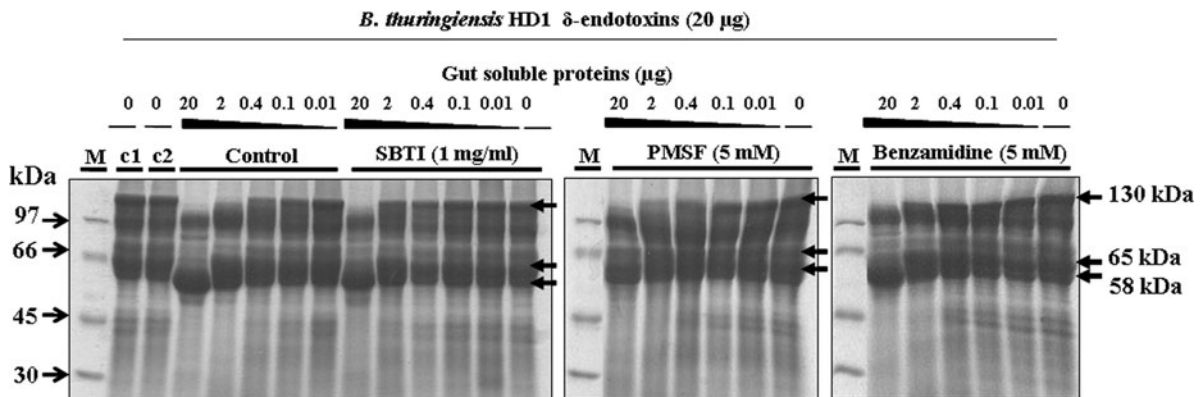 B. thuringiensis HD1 δ-endotoxins (20 µg)
Gut soluble proteins (µg)
0 0 20 2 0.4 0.1 0.01 20 2 0.4 0.1 0.01 0 20 2 0.4 0.1 0.01 0 20 2 0.4 0.1 0.01 0
M c1 c2 Control SBTI (1 mg/ml) M PMSF (5 mM) M Benzamidine (5 mM)
kDa
97
66
45
30
130 kDa
65 kDa
58 kDa